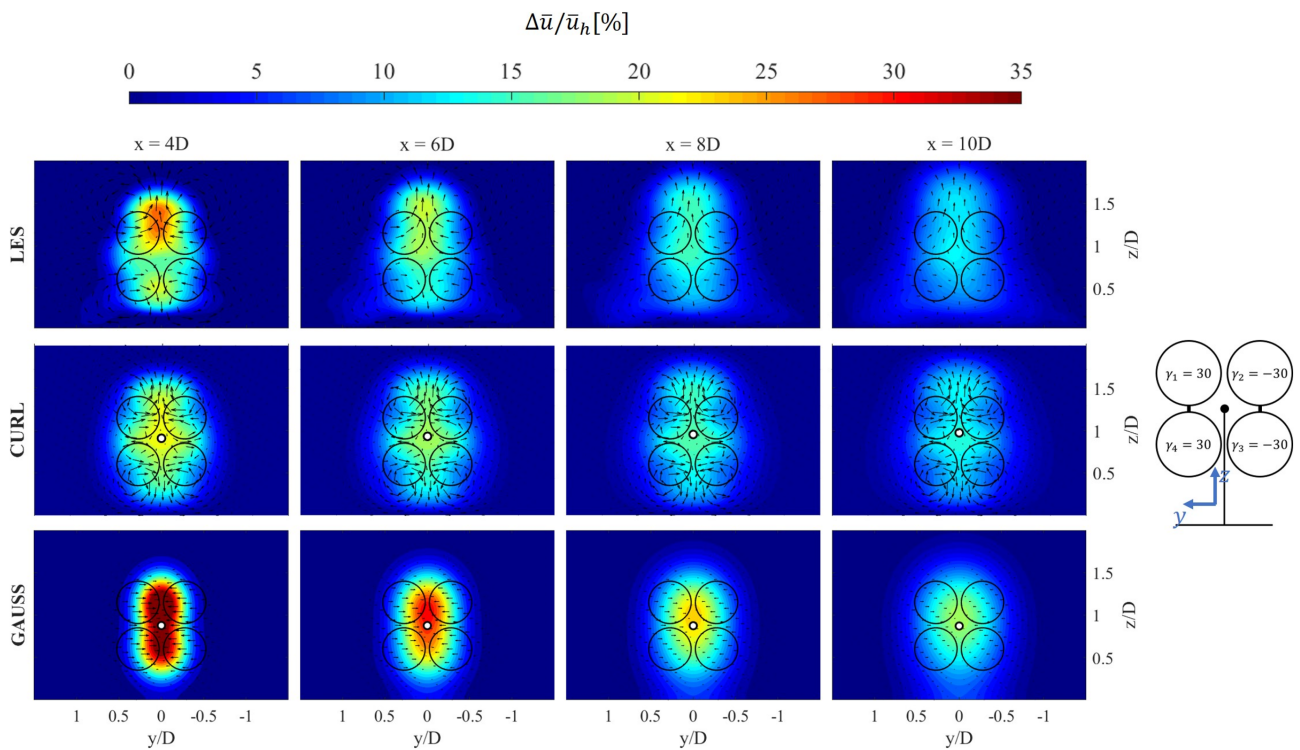 Δū/ū_h[%]
0 5 10 15 20 25 30 35
x = 4D x = 6D x = 8D x = 10D
LES
1.5
1
0.5
z/D
CURL
1.5
1
0.5
z/D
γ₁ = 30 γ₂ = −30
γ₄ = 30 γ₃ = −30
z
y
GAUSS
1.5
1
0.5
z/D
1 0.5 0 -0.5 -1 1 0.5 0 -0.5 -1 1 0.5 0 -0.5 -1 1 0.5 0 -0.5 -1
y/D y/D y/D y/D